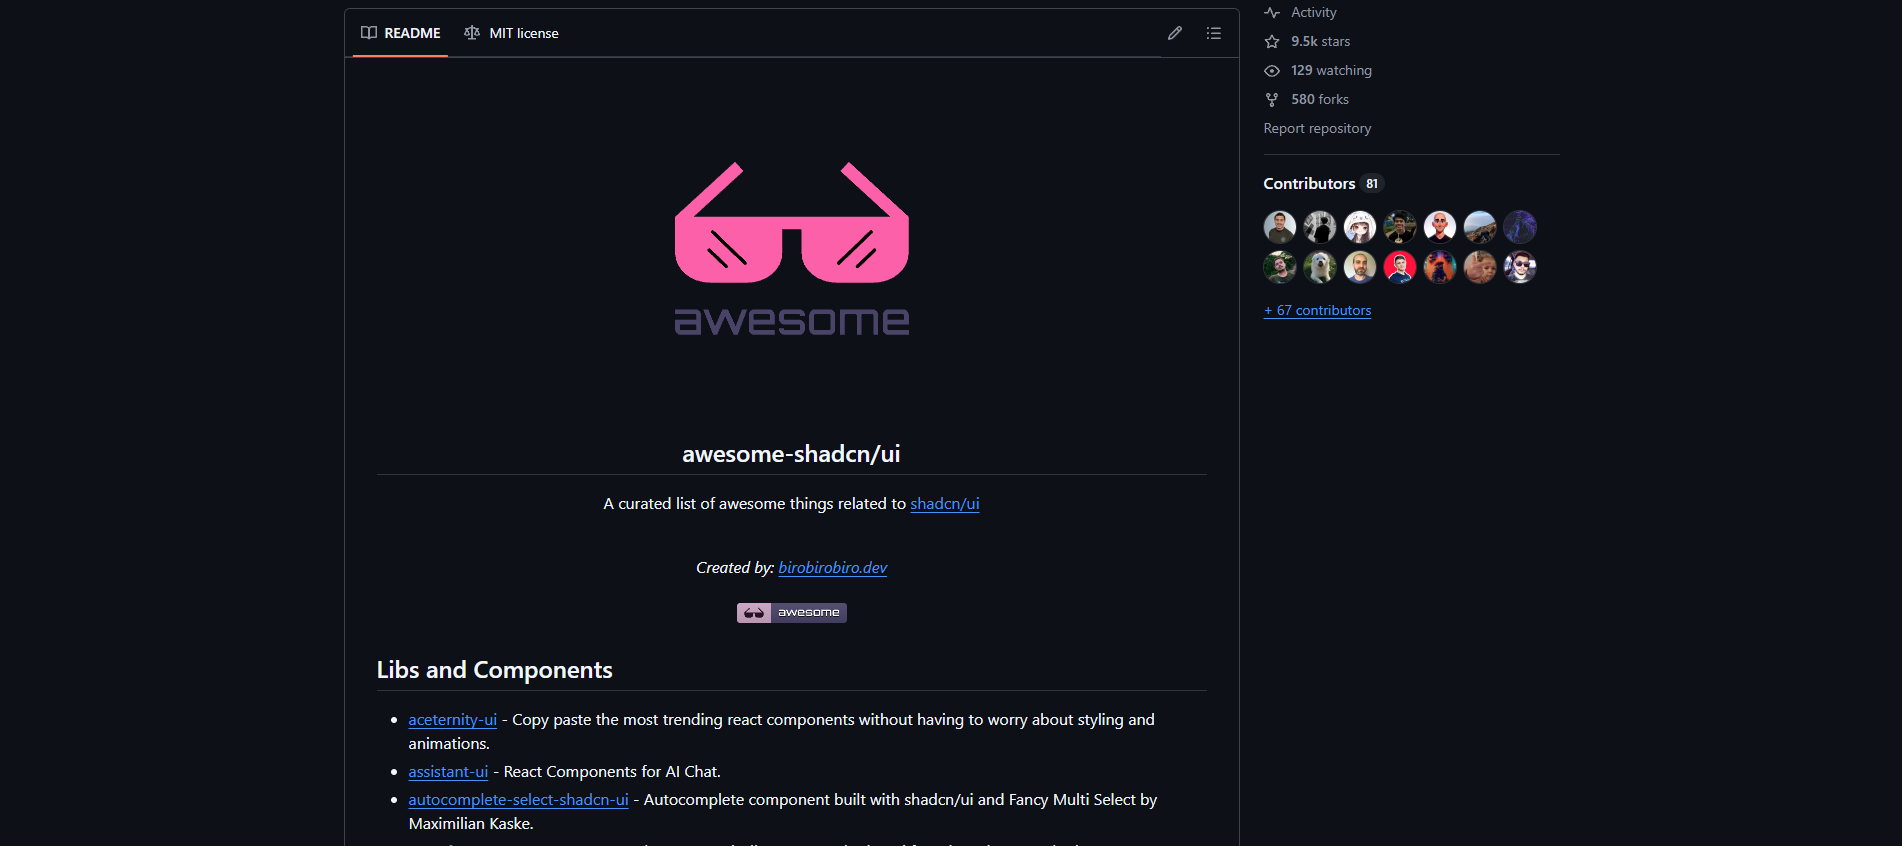 README
MIT license
awesome
awesome-shadcn/ui
A curated list of awesome things related to shadcn/ui
Created by: birobirobiro.dev
awesome
Libs and Components
aceternity-ui - Copy paste the most trending react components without having to worry about styling and
animations.
assistant-ui - React Components for AI Chat.
autocomplete-select-shadcn-ui - Autocomplete component built with shadcn/ui and Fancy Multi Select by
Maximilian Kaske.
Activity
9.5k stars
129 watching
580 forks
Report repository
Contributors 81
+ 67 contributors